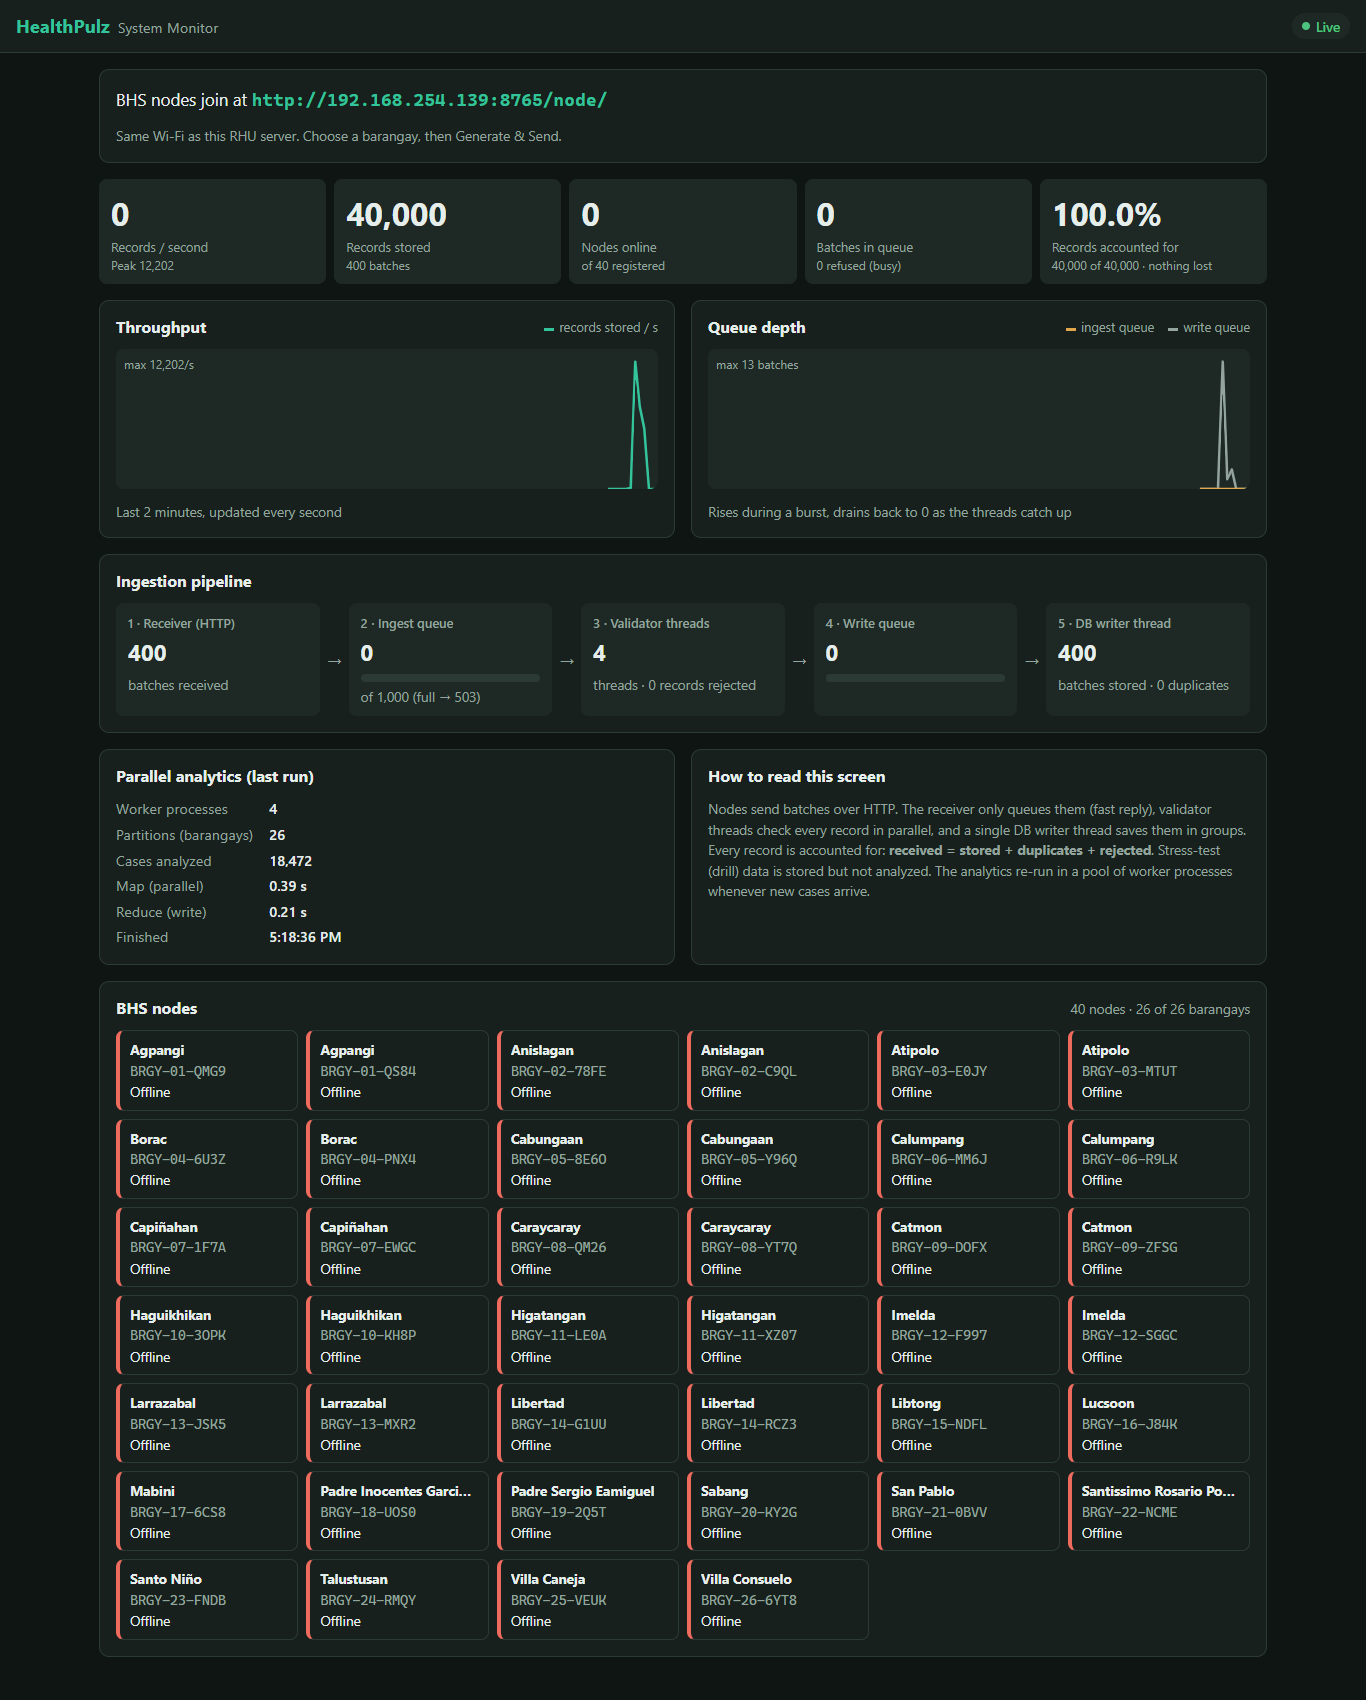 HealthPulz System Monitor
Live
BHS nodes join at http://192.168.254.139:8765/node/
Same Wi-Fi as this RHU server. Choose a barangay, then Generate & Send.
0
Records / second
Peak 12,202
40,000
Records stored
400 batches
0
Nodes online
of 40 registered
0
Batches in queue
0 refused (busy)
100.0%
Records accounted for
40,000 of 40,000 · nothing lost
Throughput
records stored / s
max 12,202/s
Last 2 minutes, updated every second
Queue depth
ingest queue
write queue
max 13 batches
Rises during a burst, drains back to 0 as the threads catch up
Ingestion pipeline
1 · Receiver (HTTP)
400
batches received
→
2 · Ingest queue
0
of 1,000 (full → 503)
→
3 · Validator threads
4
threads · 0 records rejected
→
4 · Write queue
0
→
5 · DB writer thread
400
batches stored · 0 duplicates
Parallel analytics (last run)
Worker processes 4
Partitions (barangays) 26
Cases analyzed 18,472
Map (parallel) 0.39 s
Reduce (write) 0.21 s
Finished 5:18:36 PM
How to read this screen
Nodes send batches over HTTP. The receiver only queues them (fast reply), validator
threads check every record in parallel, and a single DB writer thread saves them in groups.
Every record is accounted for: received = stored + duplicates + rejected. Stress-test
(drill) data is stored but not analyzed. The analytics re-run in a pool of worker processes
whenever new cases arrive.
BHS nodes
40 nodes · 26 of 26 barangays
Agpangi
BRGY-01-QMG9
Offline
Agpangi
BRGY-01-QS84
Offline
Anislagan
BRGY-02-78FE
Offline
Anislagan
BRGY-02-C9QL
Offline
Atipolo
BRGY-03-E0JY
Offline
Atipolo
BRGY-03-MTUT
Offline
Borac
BRGY-04-6U3Z
Offline
Borac
BRGY-04-PNX4
Offline
Cabungaan
BRGY-05-8E6O
Offline
Cabungaan
BRGY-05-Y96Q
Offline
Calumpang
BRGY-06-MM6J
Offline
Calumpang
BRGY-06-R9LK
Offline
Capiñahan
BRGY-07-1F7A
Offline
Capiñahan
BRGY-07-EWGC
Offline
Caraycaray
BRGY-08-QM26
Offline
Caraycaray
BRGY-08-YT7Q
Offline
Catmon
BRGY-09-DOFX
Offline
Catmon
BRGY-09-ZFSG
Offline
Haguikhikan
BRGY-10-3OPK
Offline
Haguikhikan
BRGY-10-KH8P
Offline
Higatangan
BRGY-11-LE0A
Offline
Higatangan
BRGY-11-XZ07
Offline
Imelda
BRGY-12-F997
Offline
Imelda
BRGY-12-SGGC
Offline
Larrazabal
BRGY-13-JSK5
Offline
Larrazabal
BRGY-13-MXR2
Offline
Libertad
BRGY-14-G1UU
Offline
Libertad
BRGY-14-RCZ3
Offline
Libtong
BRGY-15-NDFL
Offline
Lucsoon
BRGY-16-J84K
Offline
Mabini
BRGY-17-6CS8
Offline
Padre Inocentes Garci...
BRGY-18-UOS0
Offline
Padre Sergio Eamiguel
BRGY-19-2Q5T
Offline
Sabang
BRGY-20-KY2G
Offline
San Pablo
BRGY-21-0BVV
Offline
Santissimo Rosario Po...
BRGY-22-NCME
Offline
Santo Niño
BRGY-23-FNDB
Offline
Talustusan
BRGY-24-RMQY
Offline
Villa Caneja
BRGY-25-VEUK
Offline
Villa Consuelo
BRGY-26-6YT8
Offline